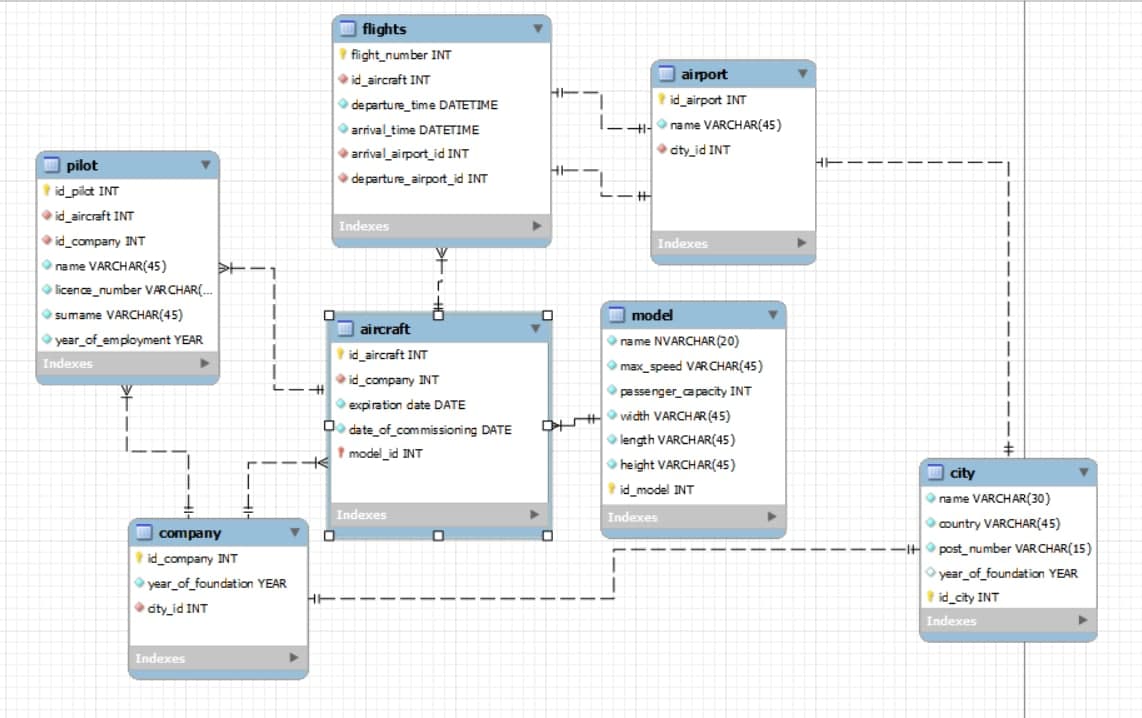 flights
flight_number INT
id_aircraft INT
departure_time DATETIME
arrival_time DATETIME
arrival_airport_id INT
departure_airport_id INT
Indexes
airport
id_airport INT
name VARCHAR(45)
city_id INT
Indexes
pilot
id_pilot INT
id_aircraft INT
id_company INT
name VARCHAR(45)
licence_number VARCHAR(...
surname VARCHAR(45)
year_of_employment YEAR
Indexes
aircraft
id_aircraft INT
id_company INT
expiration date DATE
date_of_commissioning DATE
model_id INT
Indexes
model
name NVARCHAR(20)
max_speed VARCHAR(45)
passenger_capacity INT
width VARCHAR(45)
length VARCHAR(45)
height VARCHAR(45)
id_model INT
Indexes
company
id_company INT
year_of_foundation YEAR
city_id INT
Indexes
city
name VARCHAR(30)
country VARCHAR(45)
post_number VARCHAR(15)
year_of_foundation YEAR
id_city INT
Indexes